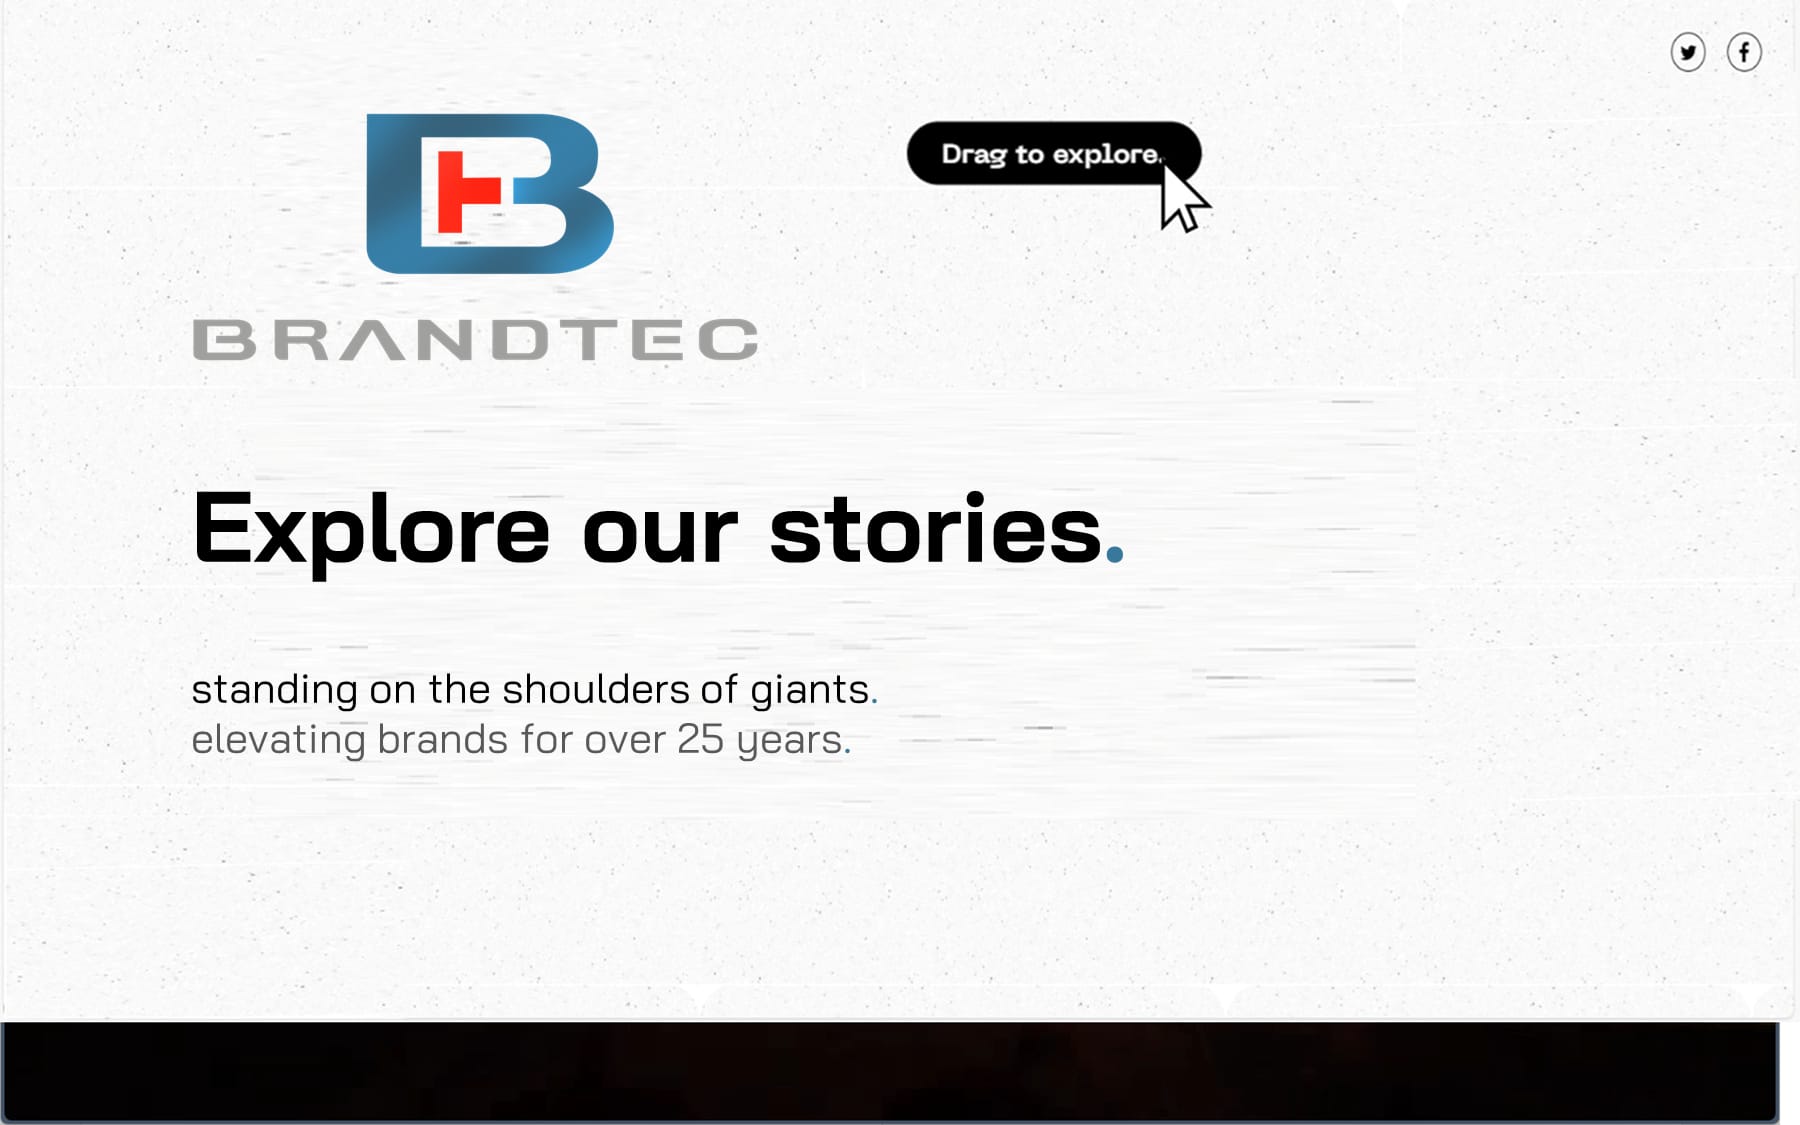 Drag to explore.
BRANDTEC
Explore our stories.
standing on the shoulders of giants.
elevating brands for over 25 years.